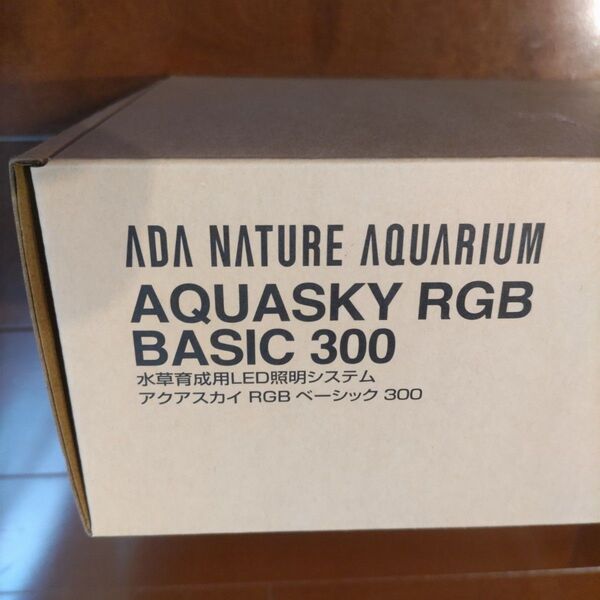 ADA NATURE AQUARIUM
AQUASKY RGB
BASIC 300
水草育成用LED照明システム
アクアスカイ RGB ベーシック 300